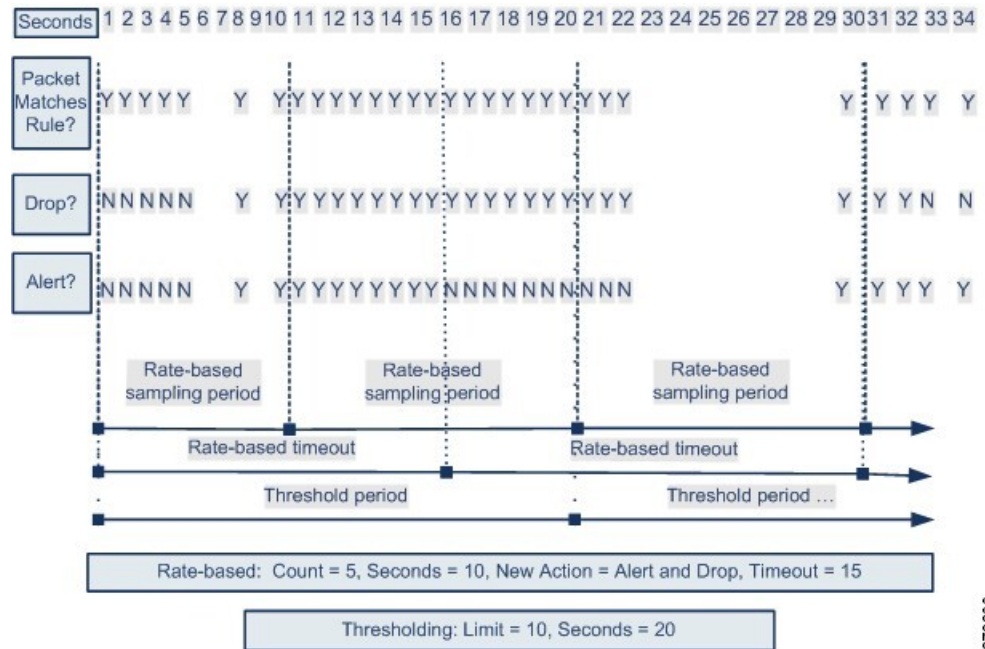 Seconds 1 2 3 4 5 6 7 8 9 10 11 12 13 14 15 16 17 18 19 20 21 22 23 24 25 26 27 28 29 30 31 32 33 34
Packet
Matches
Rule?
Y Y Y Y Y Y Y Y Y Y Y Y Y Y Y Y Y Y Y Y Y Y Y Y Y Y Y Y Y Y
Drop? N N N N N Y Y Y Y Y Y Y Y Y Y Y Y Y Y Y Y Y Y Y Y Y Y Y N N
Alert? N N N N N Y Y Y Y Y Y Y Y Y Y N N N N N N N N N N Y Y Y Y Y
Rate-based
sampling period
Rate-based
sampling period
Rate-based
sampling period
Rate-based timeout
Rate-based timeout
Threshold period
Threshold period ...
Rate-based: Count = 5, Seconds = 10, New Action = Alert and Drop, Timeout = 15
Thresholding: Limit = 10, Seconds = 20